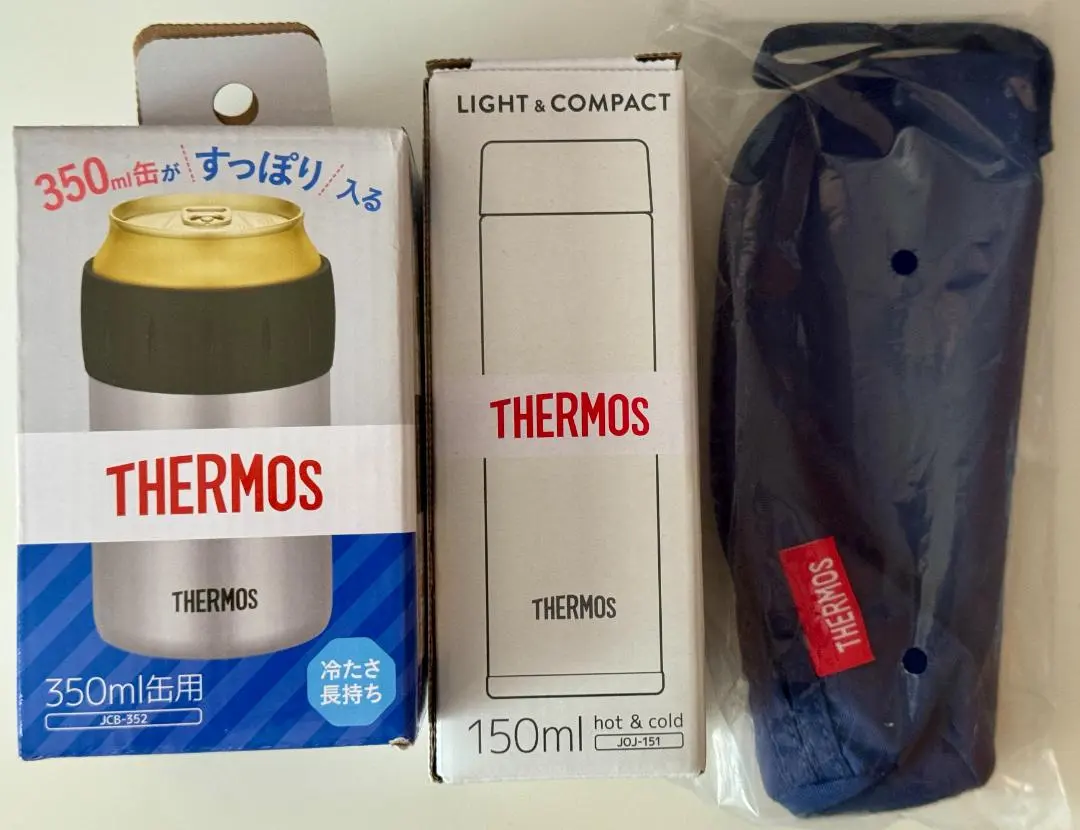 350ml缶がすっぽり入る
THERMOS
THERMOS
350ml缶用
JCB-352
冷たさ
長持ち
LIGHT & COMPACT
THERMOS
THERMOS
150ml hot & cold
JOJ-151
THERMOS